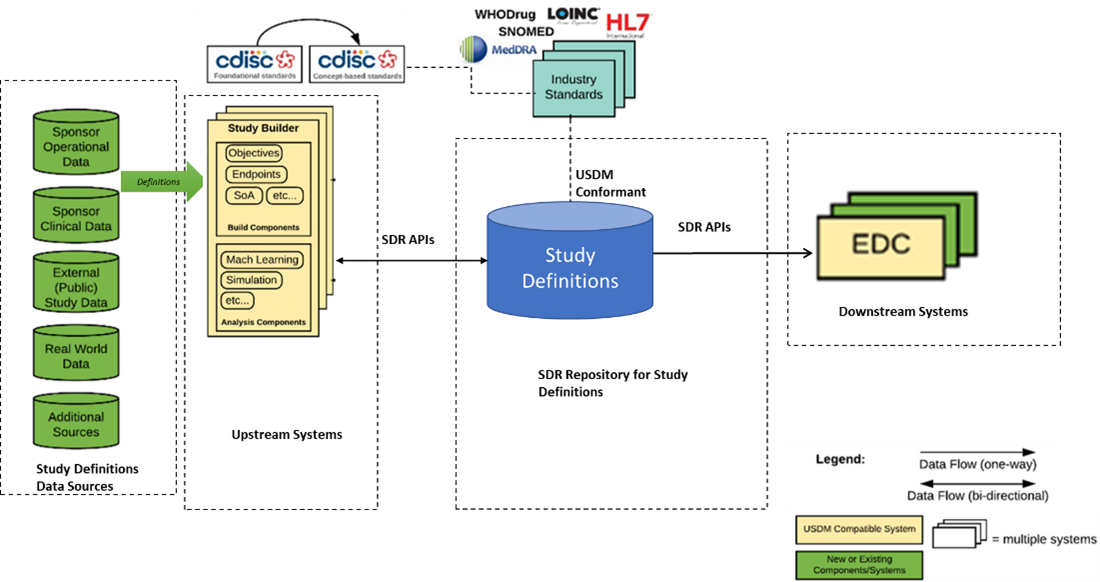 WHODrug
LOINC
SNOMED
HL7
International
MedDRA
cdisc
Foundational standards
cdisc
Concept-based standards
Industry
Standards
Sponsor
Operational
Data
Sponsor
Clinical Data
External
(Public)
Study Data
Real World
Data
Additional
Sources
Study Definitions
Data Sources
Definitions
Study Builder
Objectives
Endpoints
SoA
etc...
Build Components
Mach Learning
Simulation
etc...
Analysis Components
Upstream Systems
SDR APIs
USDM
Conformant
Study
Definitions
SDR Repository for Study
Definitions
SDR APIs
EDC
Downstream Systems
Legend:
Data Flow (one-way)
Data Flow (bi-directional)
USDM Compatible System
= multiple systems
New or Existing
Components/Systems